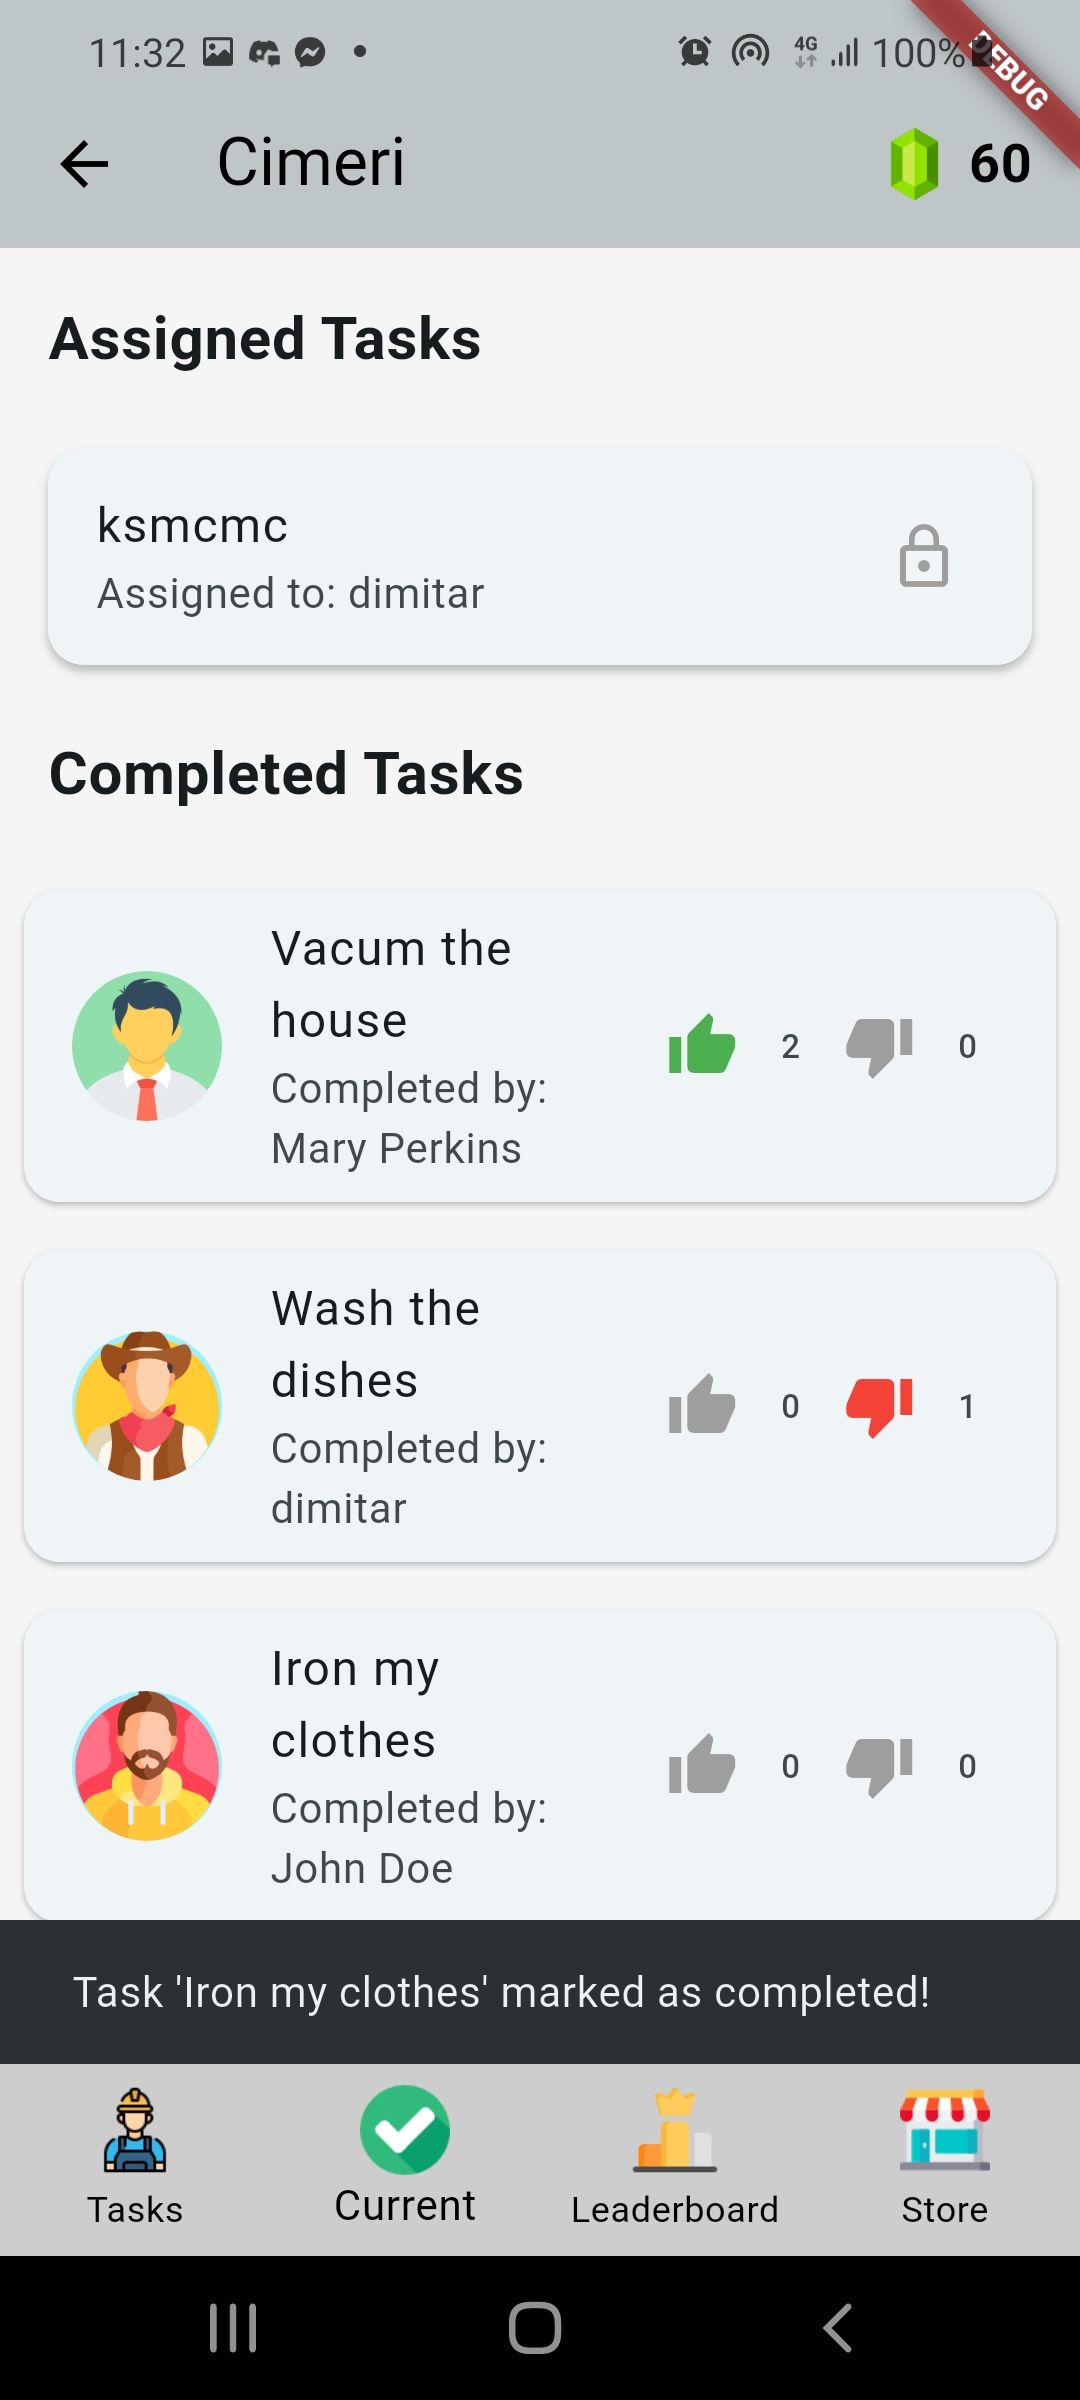 11:32
4G
100%
DEBUG
Cimeri
60
Assigned Tasks
ksmcmc
Assigned to: dimitar
Completed Tasks
Vacum the
house
Completed by:
Mary Perkins
2
0
Wash the
dishes
Completed by:
dimitar
0
1
Iron my
clothes
Completed by:
John Doe
0
0
Task 'Iron my clothes' marked as completed!
Tasks
Current
Leaderboard
Store